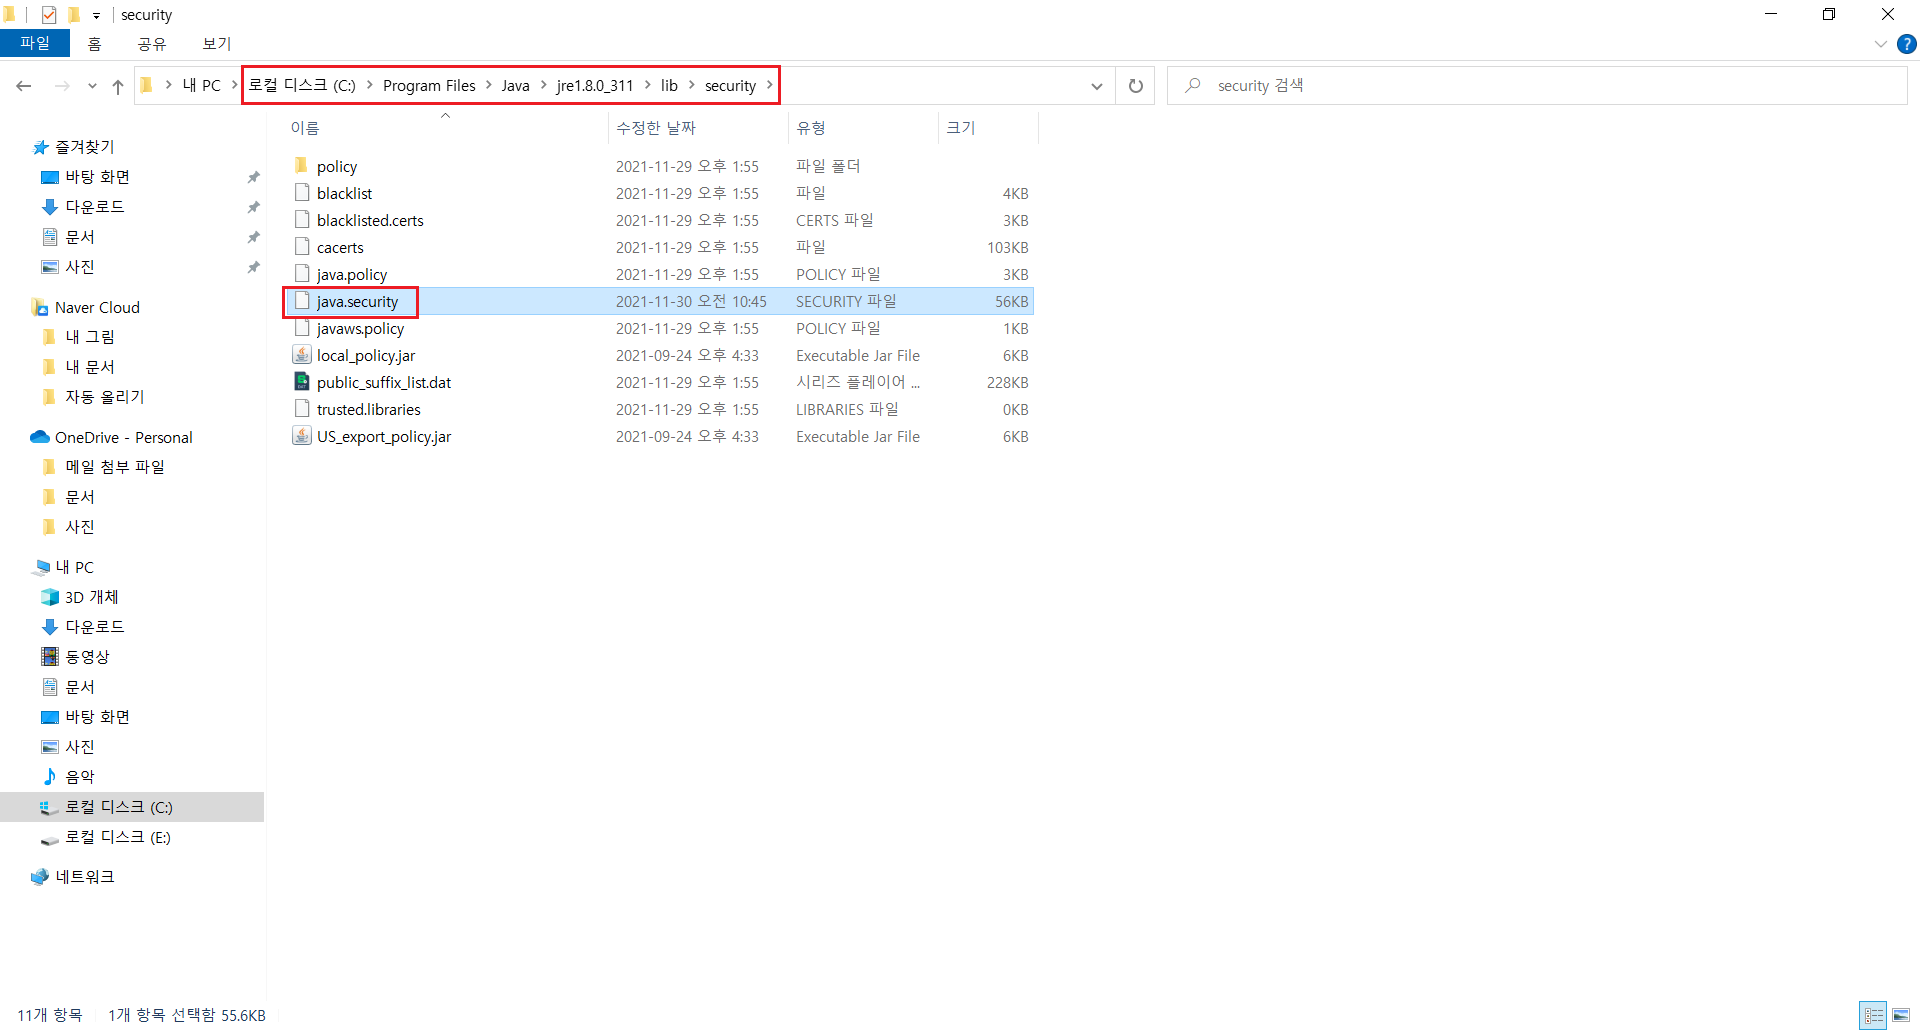 security
파일 홈 공유 보기
내 PC 로컬 디스크 (C:) Program Files Java jre1.8.0_311 lib security
security 검색
이름 수정한 날짜 유형 크기
policy 2021-11-29 오후 1:55 파일 폴더
blacklist 2021-11-29 오후 1:55 파일 4KB
blacklisted.certs 2021-11-29 오후 1:55 CERTS 파일 3KB
cacerts 2021-11-29 오후 1:55 파일 103KB
java.policy 2021-11-29 오후 1:55 POLICY 파일 3KB
java.security 2021-11-30 오전 10:45 SECURITY 파일 56KB
javaws.policy 2021-11-29 오후 1:55 POLICY 파일 1KB
local_policy.jar 2021-09-24 오후 4:33 Executable Jar File 6KB
public_suffix_list.dat 2021-11-29 오후 1:55 시리즈 플레이어 ... 228KB
trusted.libraries 2021-11-29 오후 1:55 LIBRARIES 파일 0KB
US_export_policy.jar 2021-09-24 오후 4:33 Executable Jar File 6KB
즐겨찾기
바탕 화면
다운로드
문서
사진
Naver Cloud
내 그림
내 문서
자동 올리기
OneDrive - Personal
메일 첨부 파일
문서
사진
내 PC
3D 개체
다운로드
동영상
문서
바탕 화면
사진
음악
로컬 디스크 (C:)
로컬 디스크 (E:)
네트워크
11개 항목 1개 항목 선택함 55.6KB